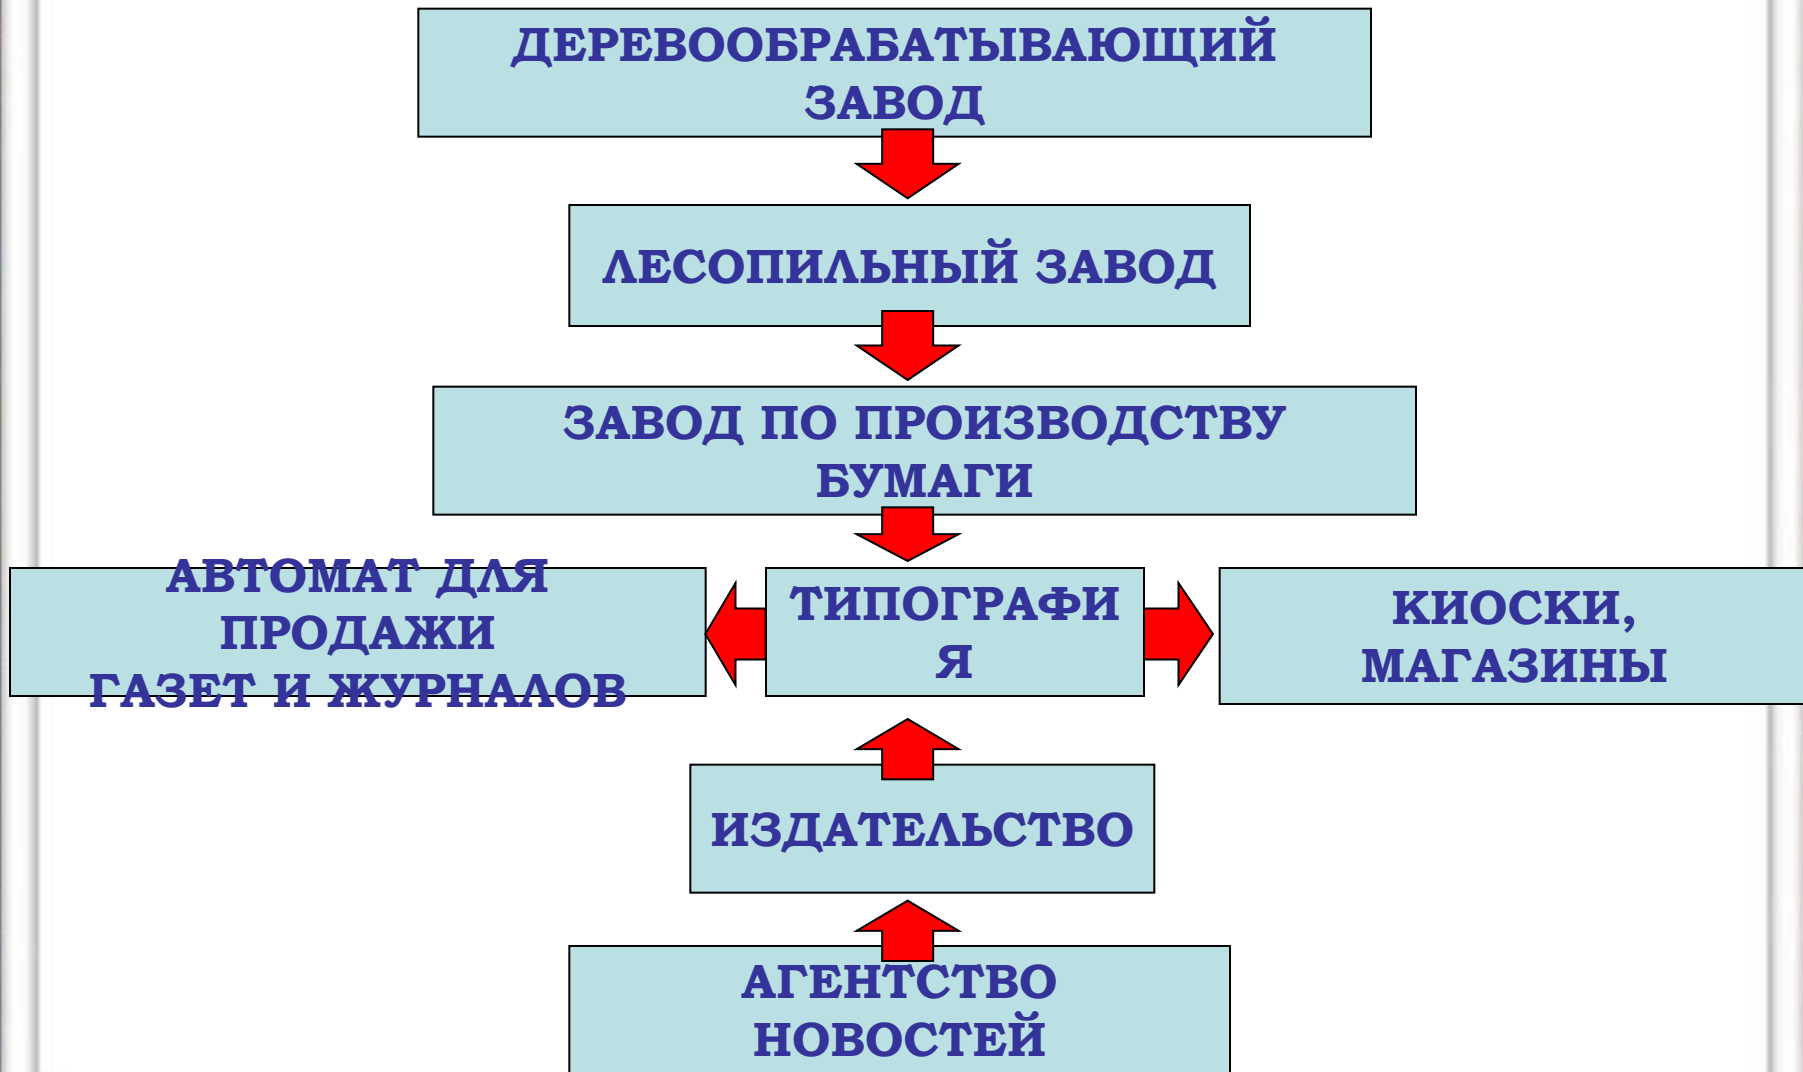 ДЕРЕВООБРАБАТЫВАЮЩИЙ
ЗАВОД
ЛЕСОПИЛЬНЫЙ ЗАВОД
ЗАВОД ПО ПРОИЗВОДСТВУ
БУМАГИ
АВТОМАТ ДЛЯ
ПРОДАЖИ
ГАЗЕТ И ЖУРНАЛОВ
ТИПОГРАФИ
Я
КИОСКИ,
МАГАЗИНЫ
ИЗДАТЕЛЬСТВО
АГЕНТСТВО
НОВОСТЕЙ